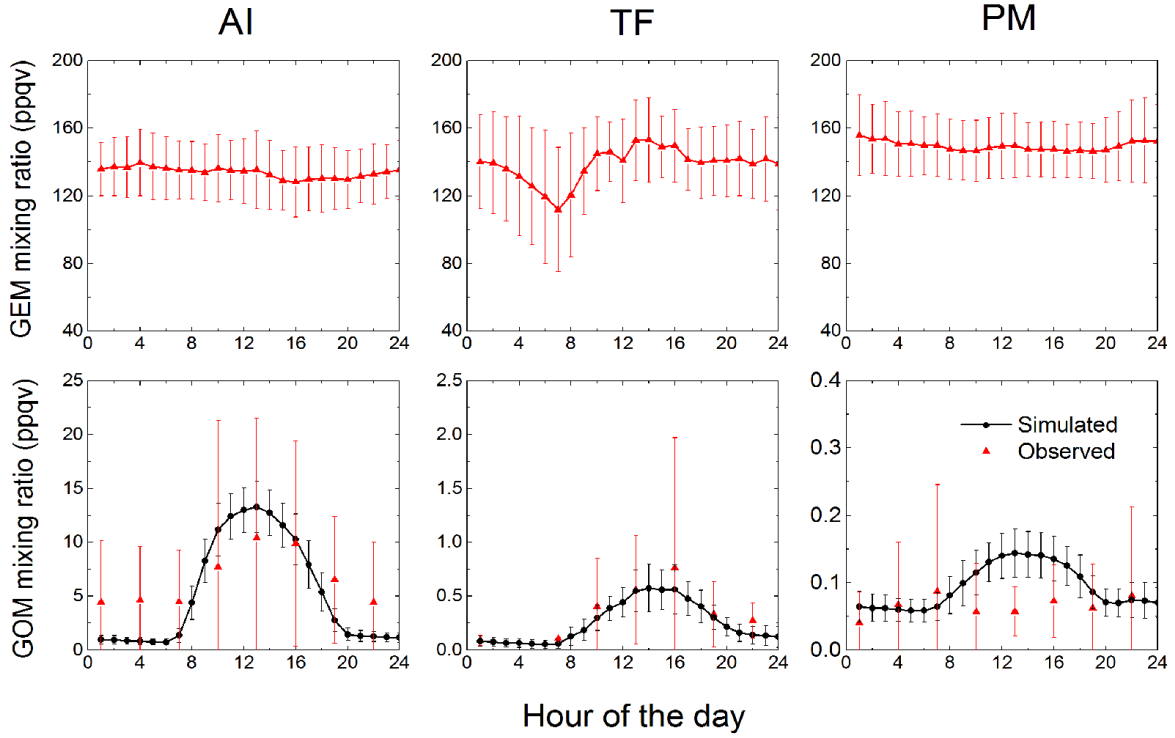 AI TF PM
GEM mixing ratio (ppqv)
200 200 200
160 160 160
120 120 120
80 80 80
40 40 40
0 4 8 12 16 20 24 0 4 8 12 16 20 24 0 4 8 12 16 20 24
GOM mixing ratio (ppqv)
25 2.5 0.4
20 2.0 0.3
15 1.5
Simulated
Observed
10 1.0 0.2
5 0.5 0.1
0 0.0 0.0
0 4 8 12 16 20 24 0 4 8 12 16 20 24 0 4 8 12 16 20 24
Hour of the day